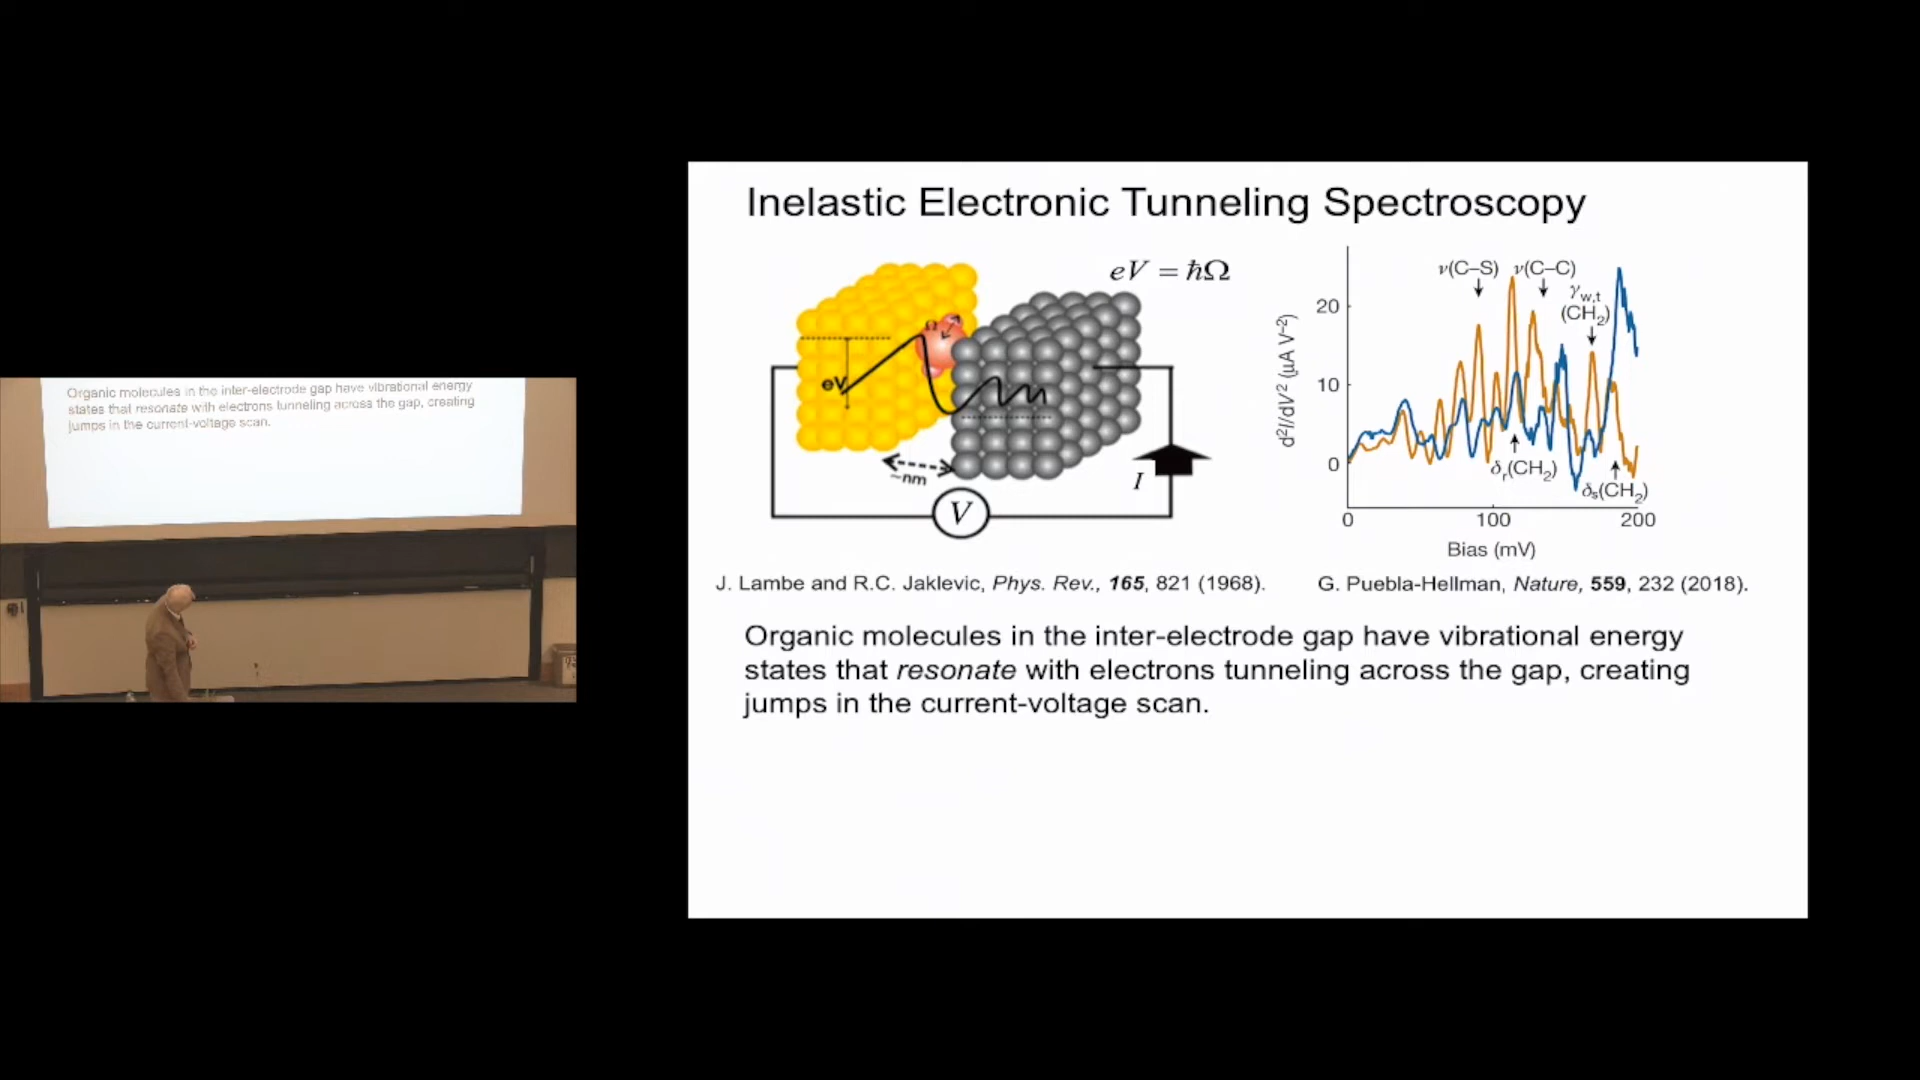 Organic molecules in the inter-electrode gap have vibrational energy
states that resonate with electrons tunneling across the gap, creating
jumps in the current-voltage scan.
Inelastic Electronic Tunneling Spectroscopy
eV = ħΩ
Ω
eV
~nm
V
I
d²I/dV² (µA V⁻²)
20
10
0
ν(C–S) ν(C–C)
γw,t
(CH₂)
δr(CH₂)
δs(CH₂)
0 100 200
Bias (mV)
J. Lambe and R.C. Jaklevic, Phys. Rev., 165, 821 (1968).
G. Puebla-Hellman, Nature, 559, 232 (2018).
Organic molecules in the inter-electrode gap have vibrational energy
states that resonate with electrons tunneling across the gap, creating
jumps in the current-voltage scan.